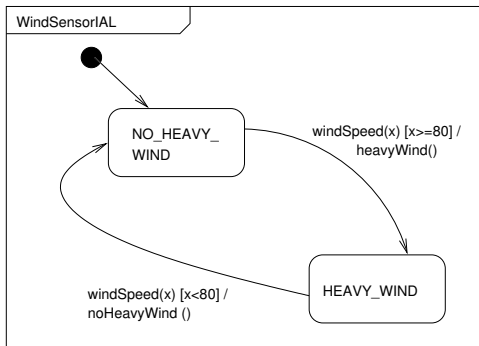 WindSensorIAL
NO_HEAVY_
WIND
windSpeed(x) [x>=80] /
heavyWind()
HEAVY_WIND
windSpeed(x) [x<80] /
noHeavyWind ()